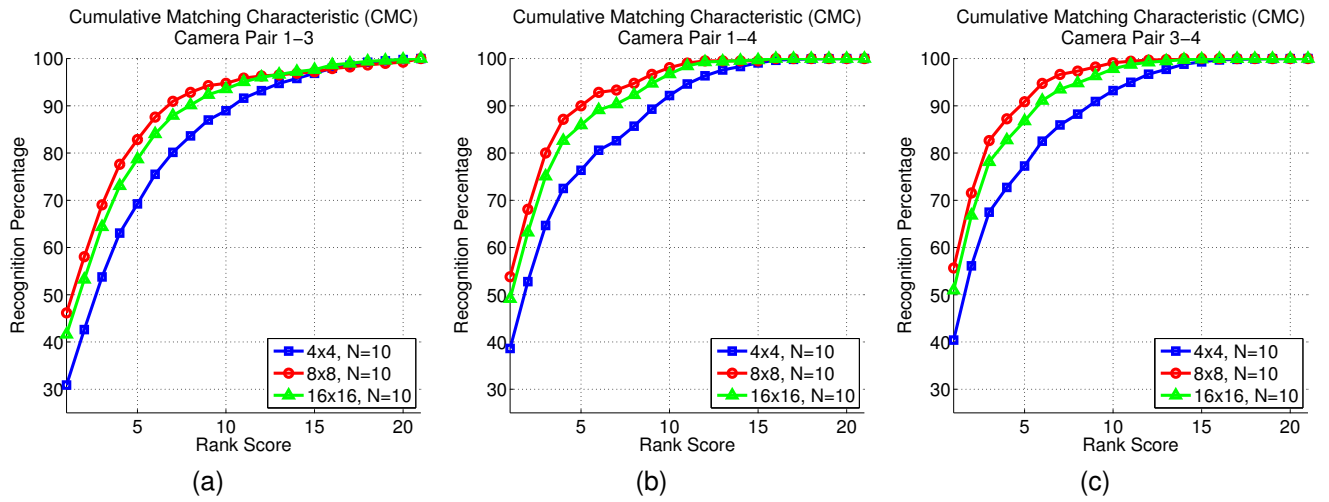 Cumulative Matching Characteristic (CMC)
Camera Pair 1−3
100
90
80
70
60
50
40
30
Recognition Percentage
5
10
15
20
Rank Score
4x4, N=10
8x8, N=10
16x16, N=10
(a)
Cumulative Matching Characteristic (CMC)
Camera Pair 1−4
100
90
80
70
60
50
40
30
Recognition Percentage
5
10
15
20
Rank Score
4x4, N=10
8x8, N=10
16x16, N=10
(b)
Cumulative Matching Characteristic (CMC)
Camera Pair 3−4
100
90
80
70
60
50
40
30
Recognition Percentage
5
10
15
20
Rank Score
4x4, N=10
8x8, N=10
16x16, N=10
(c)